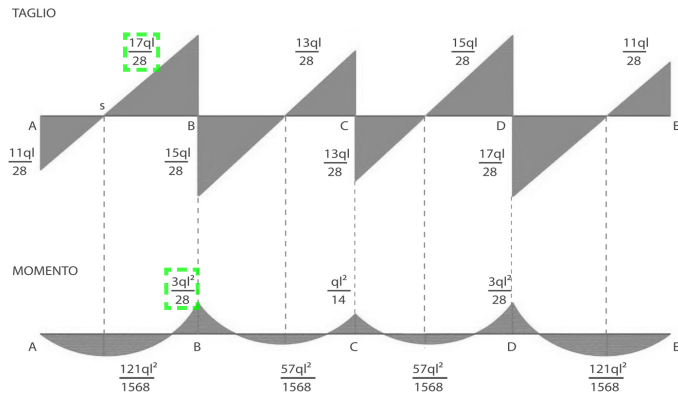 TAGLIO
17ql
28
13ql
28
15ql
28
11ql
28
s
A
B
C
D
E
11ql
28
15ql
28
13ql
28
17ql
28
MOMENTO
3ql²
28
ql²
14
3ql²
28
A
B
C
D
E
121ql²
1568
57ql²
1568
57ql²
1568
121ql²
1568